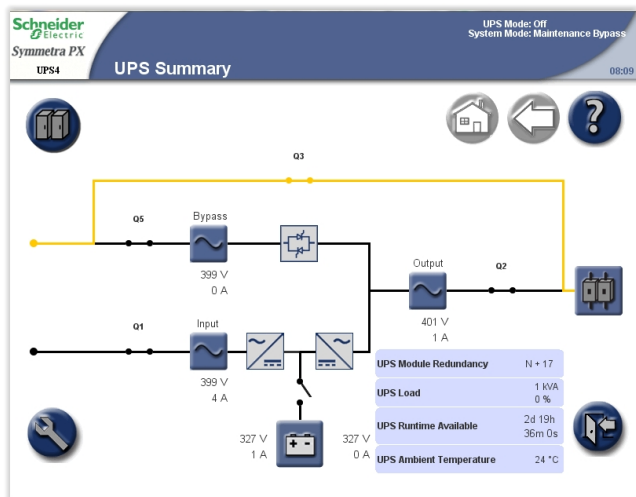 Schneider
Electric
Symmetra PX
UPS4
UPS Summary
UPS Mode: Off
System Mode: Maintenance Bypass
08:09
?
Q3
Q5
Bypass
399 V
0 A
Output
Q2
401 V
1 A
Q1
Input
399 V
4 A
327 V
1 A
327 V
0 A
UPS Module Redundancy N + 17
UPS Load 1 kVA
0 %
UPS Runtime Available 2d 19h
36m 0s
UPS Ambient Temperature 24 °C